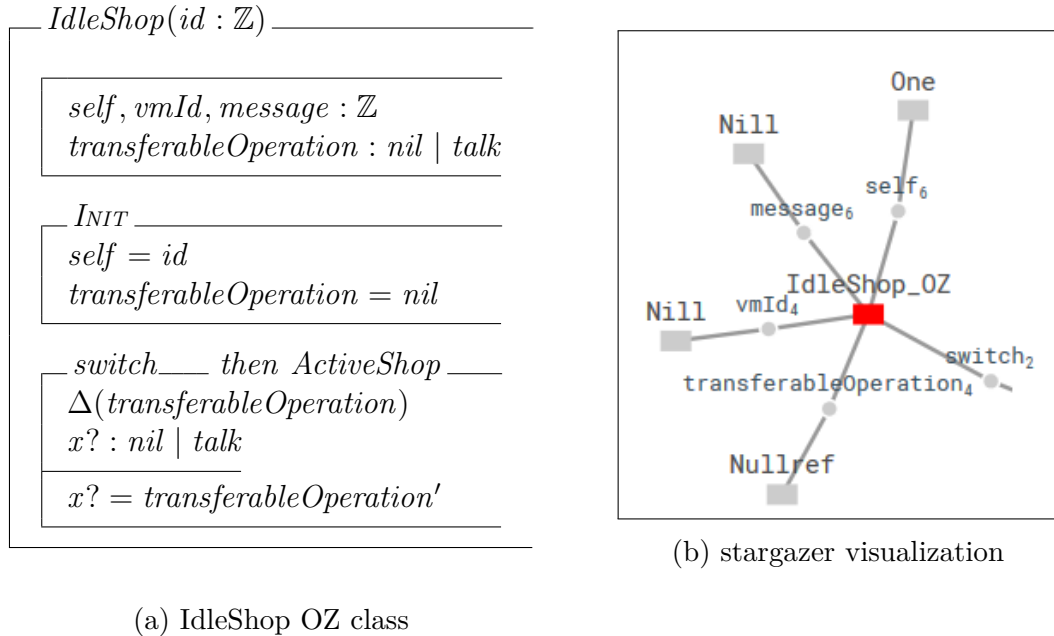 IdleShop(id : ℤ)
self, vmId, message : ℤ
transferableOperation : nil | talk
INIT
self = id
transferableOperation = nil
switch then ActiveShop
Δ(transferableOperation)
x? : nil | talk
x? = transferableOperation′
(a) IdleShop OZ class
One
Nill
self₆
message₆
IdleShop_OZ
Nill
vmId₄
switch₂
transferableOperation₄
Nullref
(b) stargazer visualization